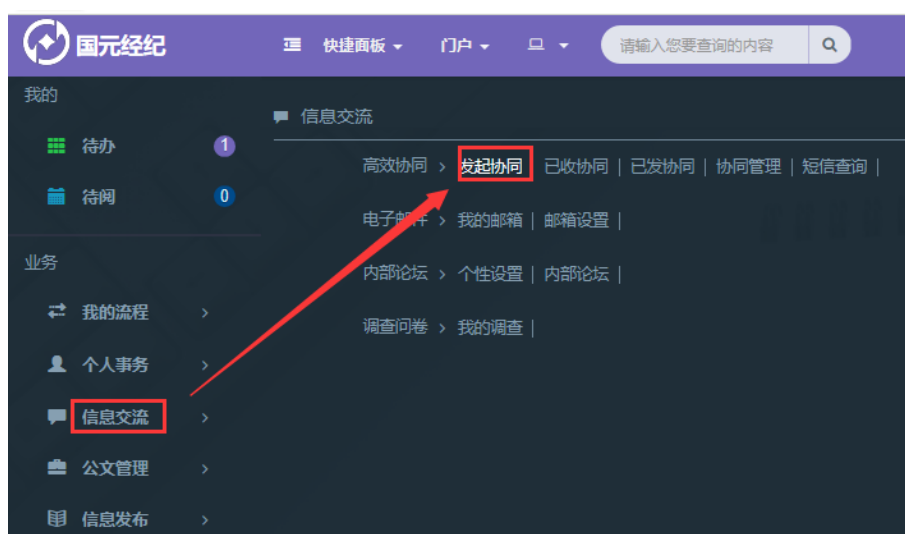 国元经纪
快捷面板
门户
请输入您要查询的内容
我的
待办 1
待阅 0
业务
我的流程
个人事务
信息交流
公文管理
信息发布
信息交流
高效协同 > 发起协同 | 已收协同 | 已发协同 | 协同管理 | 短信查询 |
电子邮件 > 我的邮箱 | 邮箱设置 |
内部论坛 > 个性设置 | 内部论坛 |
调查问卷 > 我的调查 |